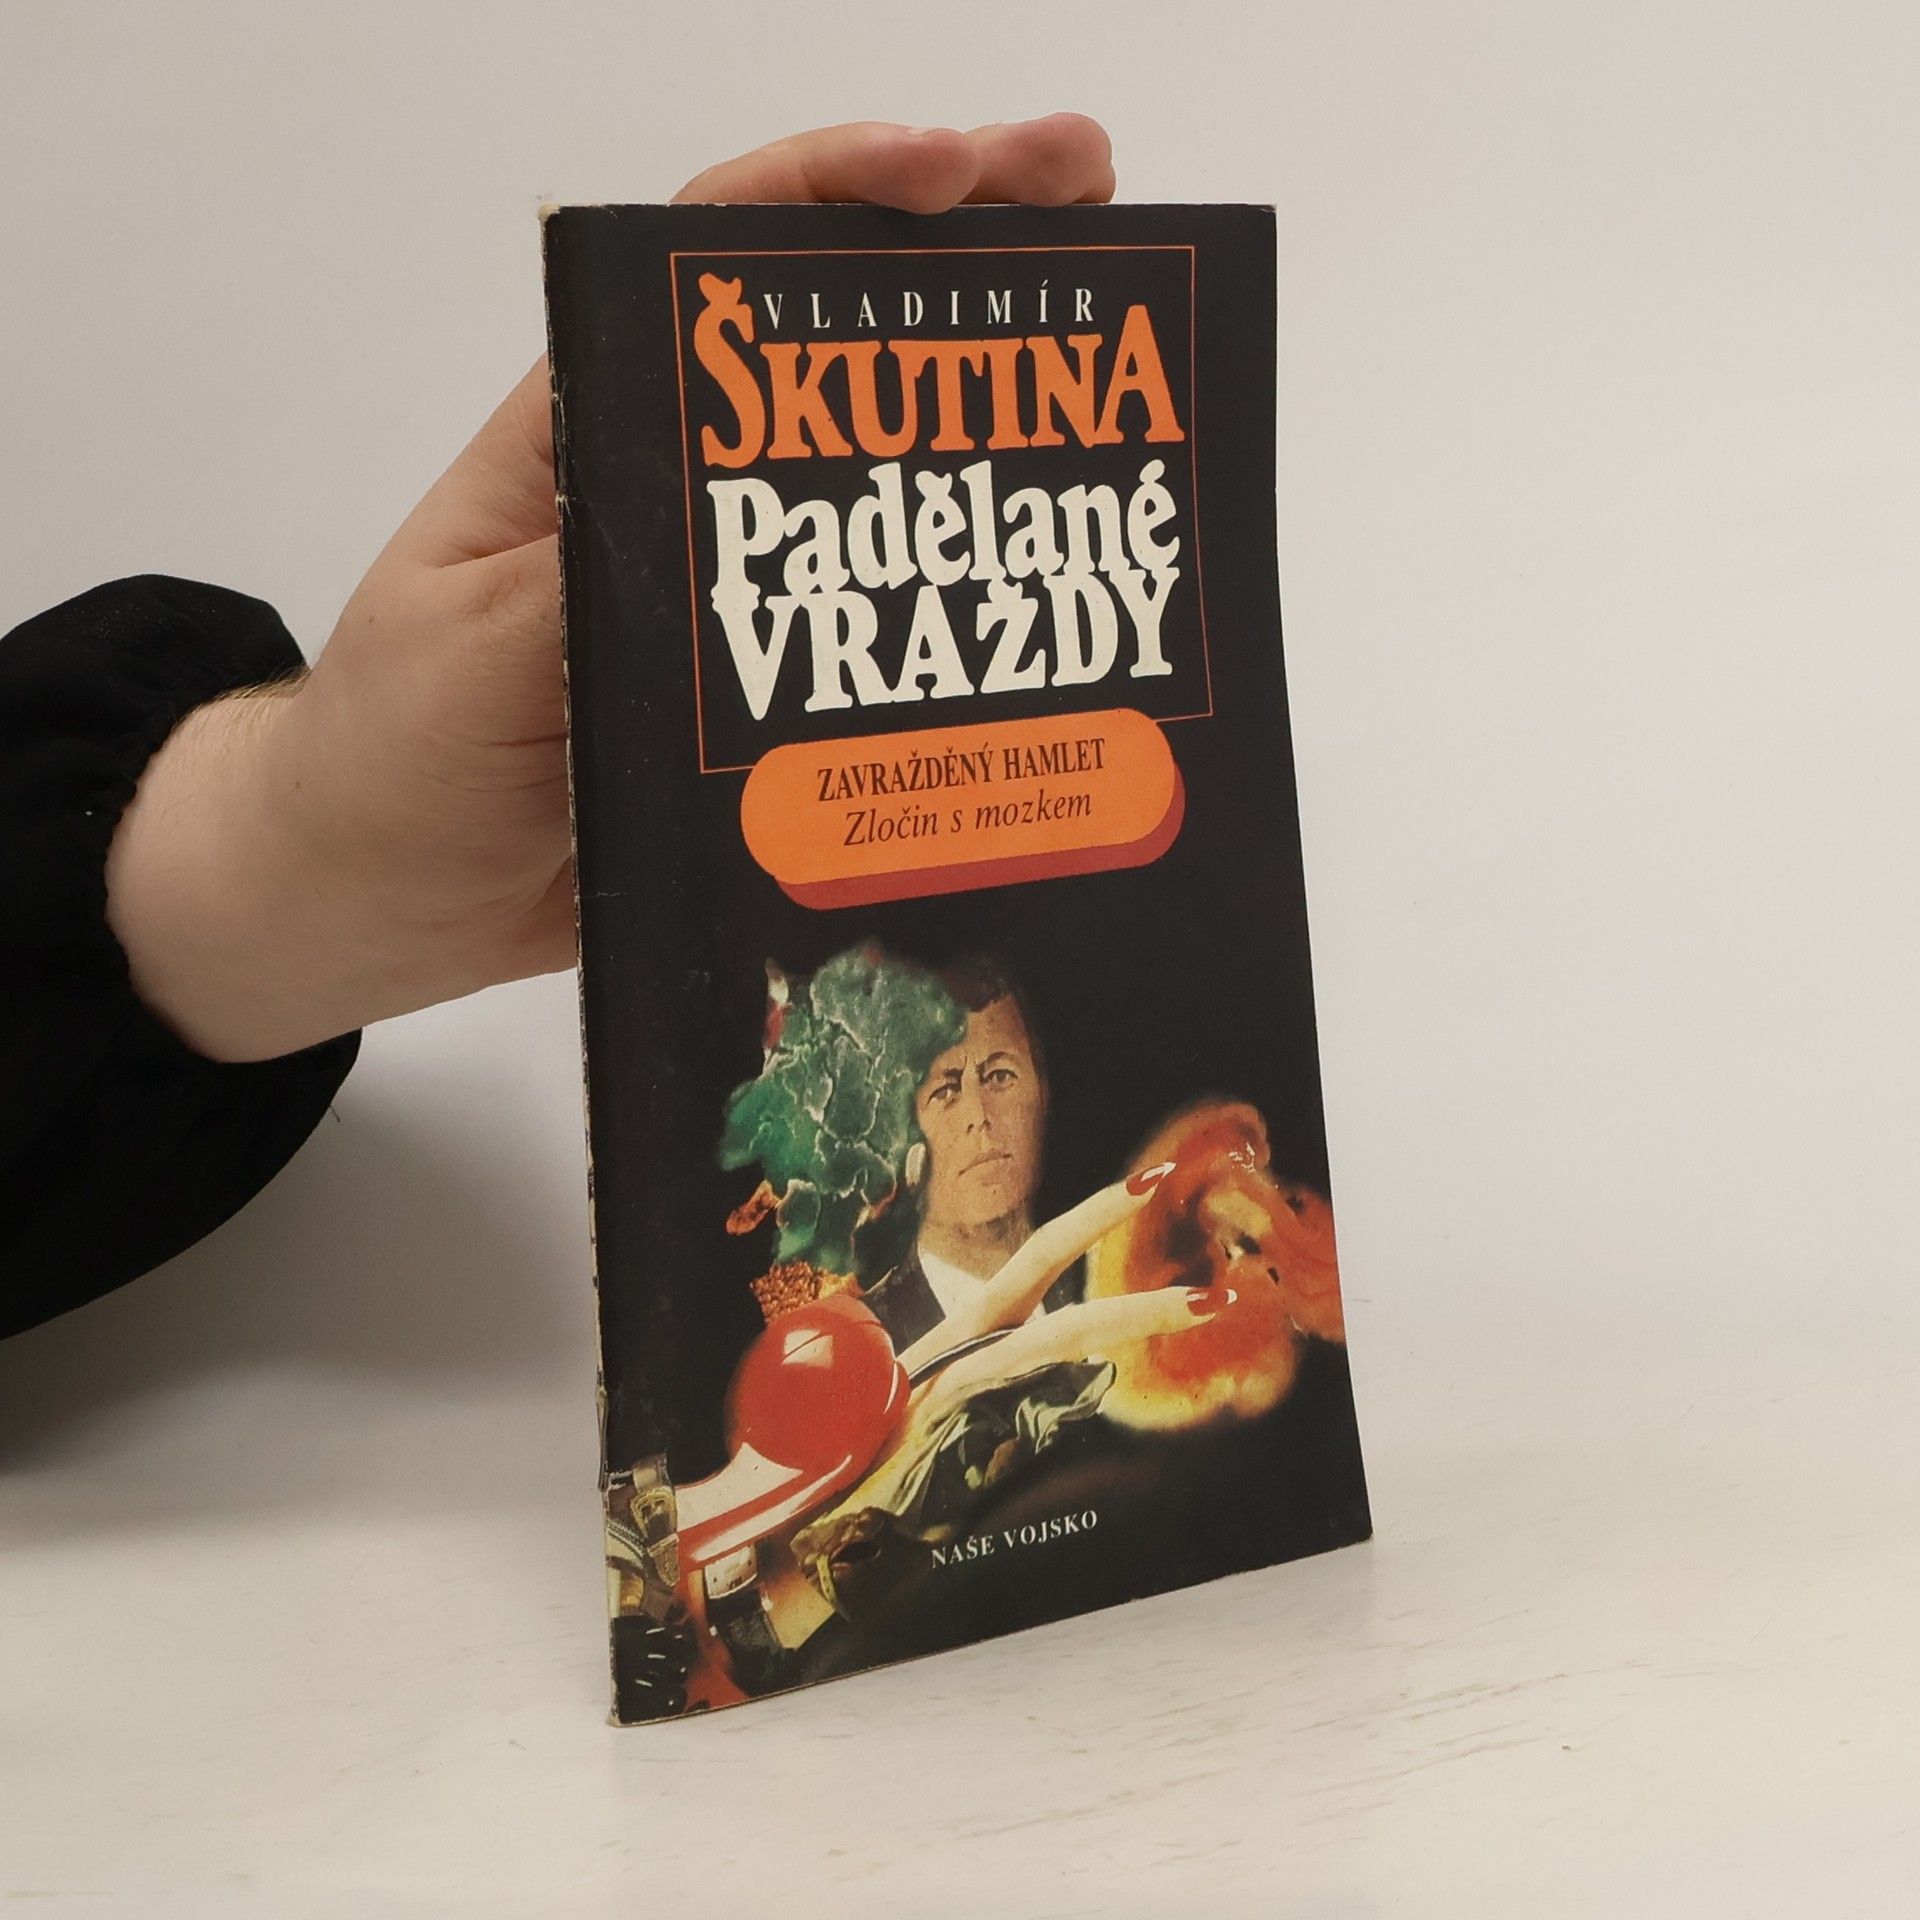 VLADIMÍR
ŠKUTINA
Padělané
VRAŽDY
ZAVRAŽDĚNÝ HAMLET
Zločin s mozkem
NAŠE VOJSKO